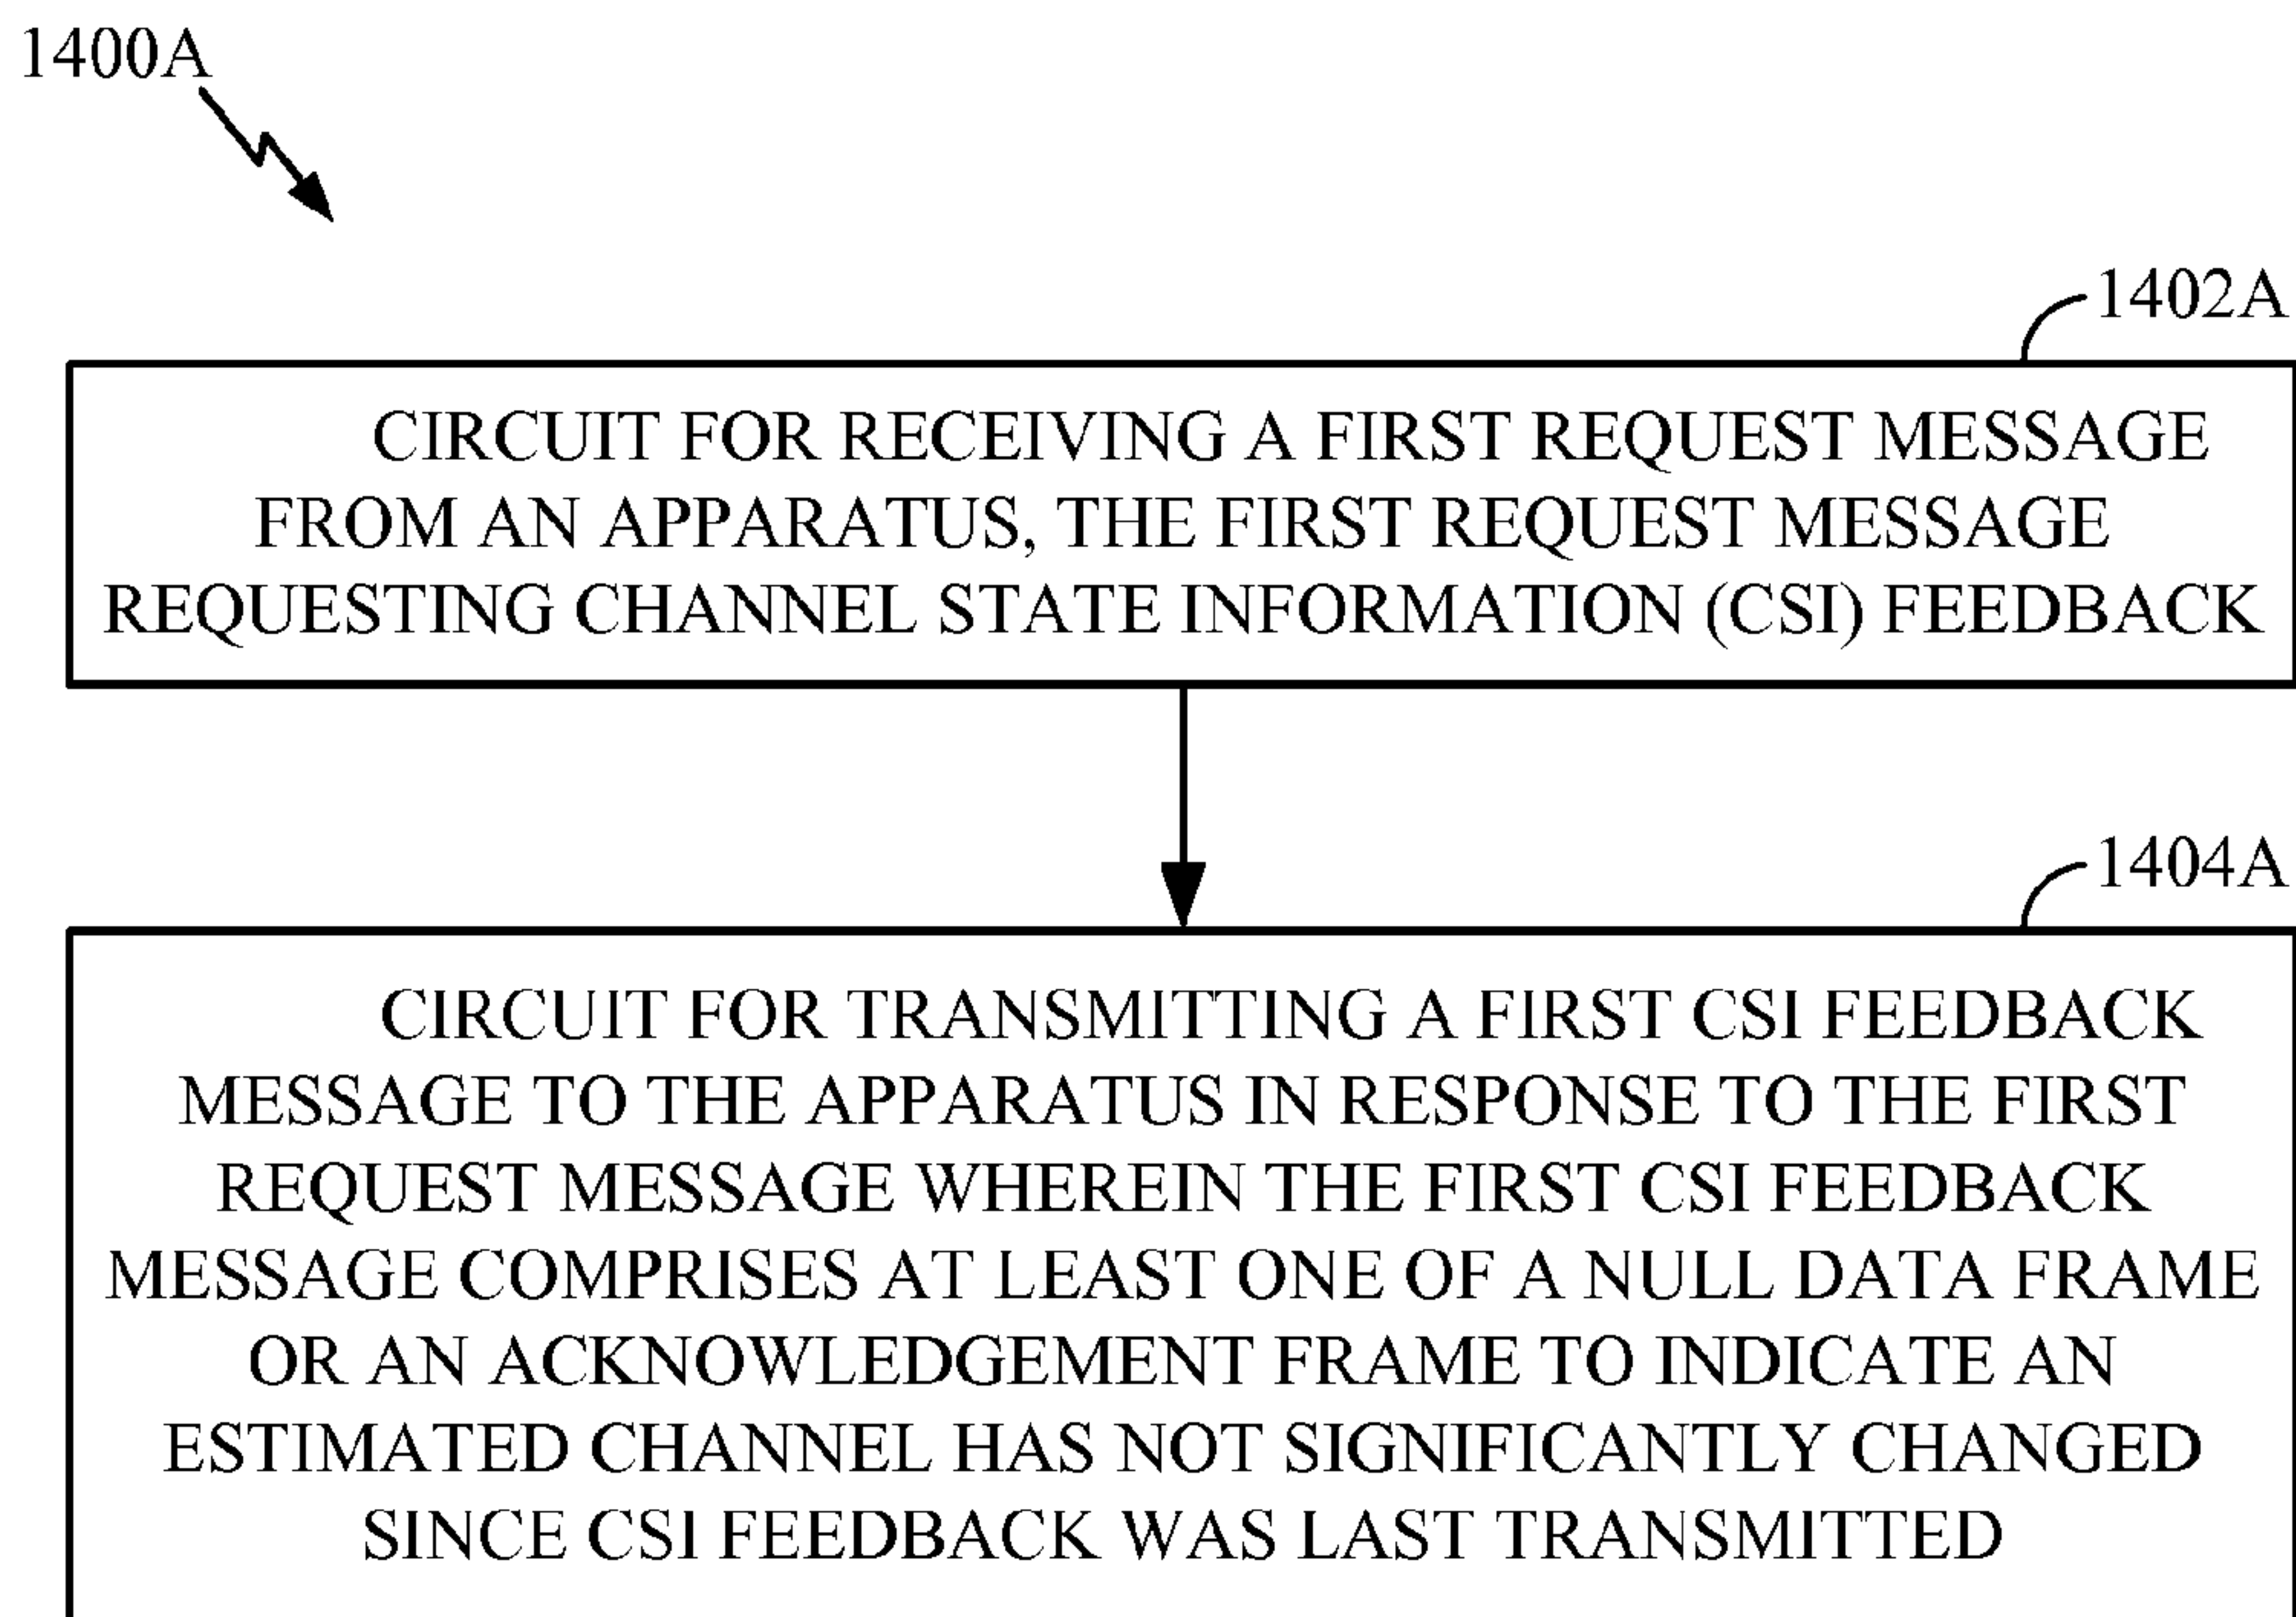 1400A
1402A
CIRCUIT FOR RECEIVING A FIRST REQUEST MESSAGE
FROM AN APPARATUS, THE FIRST REQUEST MESSAGE
REQUESTING CHANNEL STATE INFORMATION (CSI) FEEDBACK
1404A
CIRCUIT FOR TRANSMITTING A FIRST CSI FEEDBACK
MESSAGE TO THE APPARATUS IN RESPONSE TO THE FIRST
REQUEST MESSAGE WHEREIN THE FIRST CSI FEEDBACK
MESSAGE COMPRISES AT LEAST ONE OF A NULL DATA FRAME
OR AN ACKNOWLEDGEMENT FRAME TO INDICATE AN
ESTIMATED CHANNEL HAS NOT SIGNIFICANTLY CHANGED
SINCE CSI FEEDBACK WAS LAST TRANSMITTED